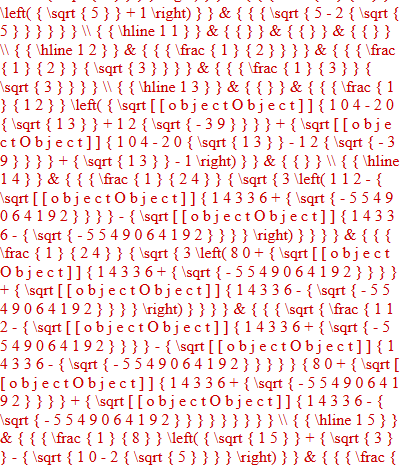 \left( { \sqrt { 5 } } + 1 \right) } } & { { { \sqrt { 5 - 2 { \sqrt {
5 } } } } } } \\ { { \hline 1 1 } } & { { } } & { { } } & { { } }
\\ { { \hline 1 2 } } & { { { \frac { 1 } { 2 } } } } & { { { \frac
{ 1 } { 2 } } { \sqrt { 3 } } } } & { { { \frac { 1 } { 3 } } {
\sqrt { 3 } } } } \\ { { \hline 1 3 } } & { { } } & { { { \frac { 1
} { 1 2 } } \left( { \sqrt [ [ o b j e c t O b j e c t ] ] { 1 0 4 - 2 0
{ \sqrt { 1 3 } } + 1 2 { \sqrt { - 3 9 } } } } + { \sqrt [ [ o b j e
c t O b j e c t ] ] { 1 0 4 - 2 0 { \sqrt { 1 3 } } - 1 2 { \sqrt { - 3
9 } } } } + { \sqrt { 1 3 } } - 1 \right) } } & { { } } \\ { { \hline
1 4 } } & { { { \frac { 1 } { 2 4 } } { \sqrt { 3 \left( 1 1 2 - {
\sqrt [ [ o b j e c t O b j e c t ] ] { 1 4 3 3 6 + { \sqrt { - 5 5 4 9
0 6 4 1 9 2 } } } } - { \sqrt [ [ o b j e c t O b j e c t ] ] { 1 4 3 3
6 - { \sqrt { - 5 5 4 9 0 6 4 1 9 2 } } } } \right) } } } } & { { {
\frac { 1 } { 2 4 } } { \sqrt { 3 \left( 8 0 + { \sqrt [ [ o b j e c t
O b j e c t ] ] { 1 4 3 3 6 + { \sqrt { - 5 5 4 9 0 6 4 1 9 2 } } } }
+ { \sqrt [ [ o b j e c t O b j e c t ] ] { 1 4 3 3 6 - { \sqrt { - 5 5
4 9 0 6 4 1 9 2 } } } } \right) } } } } & { { { \sqrt { \frac { 1 1
2 - { \sqrt [ [ o b j e c t O b j e c t ] ] { 1 4 3 3 6 + { \sqrt { - 5
5 4 9 0 6 4 1 9 2 } } } } - { \sqrt [ [ o b j e c t O b j e c t ] ] { 1
4 3 3 6 - { \sqrt { - 5 5 4 9 0 6 4 1 9 2 } } } } } { 8 0 + { \sqrt [
[ o b j e c t O b j e c t ] ] { 1 4 3 3 6 + { \sqrt { - 5 5 4 9 0 6 4 1
9 2 } } } } + { \sqrt [ [ o b j e c t O b j e c t ] ] { 1 4 3 3 6 - {
\sqrt { - 5 5 4 9 0 6 4 1 9 2 } } } } } } } } } \\ { { \hline 1 5 } }
& { { { \frac { 1 } { 8 } } \left( { \sqrt { 1 5 } } + { \sqrt { 3 }
} - { \sqrt { 1 0 - 2 { \sqrt { 5 } } } } \right) } } & { { { \frac {